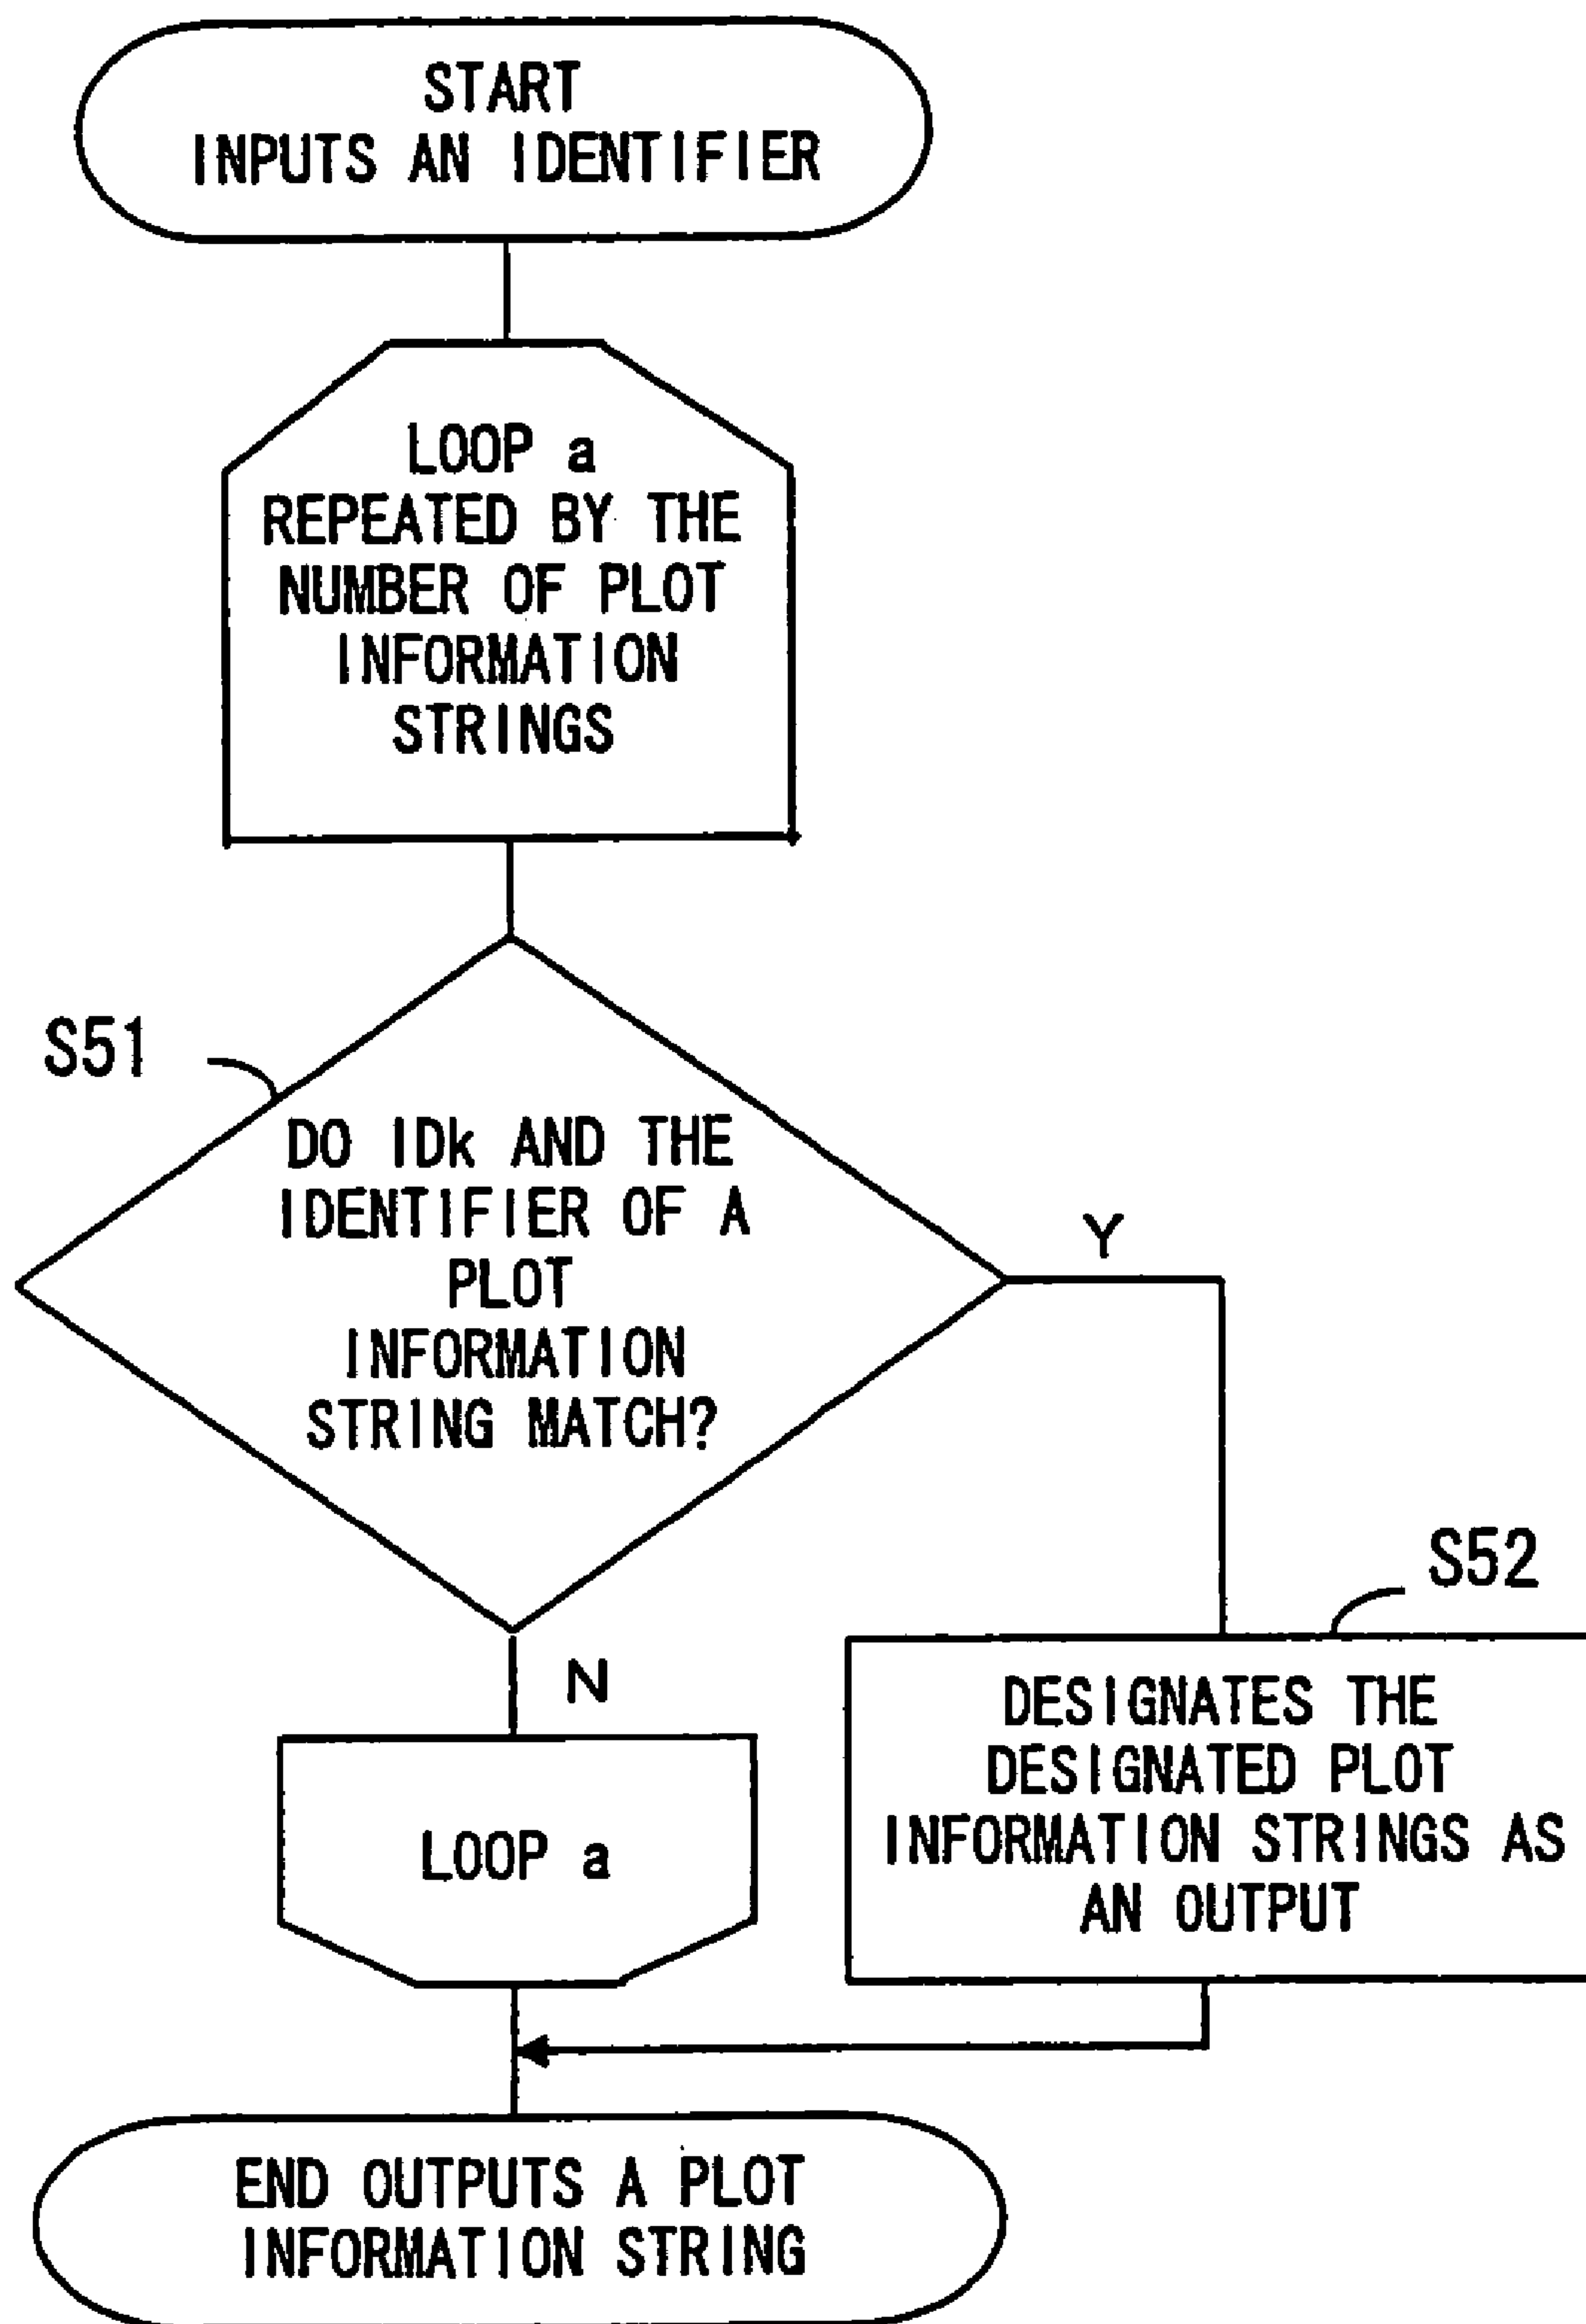 START
INPUTS AN IDENTIFIER
LOOP a
REPEATED BY THE
NUMBER OF PLOT
INFORMATION
STRINGS
S51
DO IDk AND THE
IDENTIFIER OF A
PLOT
INFORMATION
STRING MATCH?
Y
N
S52
DESIGNATES THE
DESIGNATED PLOT
INFORMATION STRINGS AS
AN OUTPUT
LOOP a
END OUTPUTS A PLOT
INFORMATION STRING